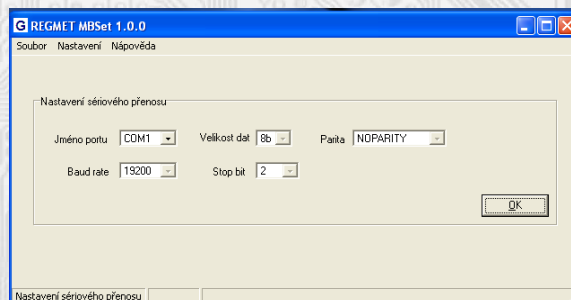 G REGMET MBSet 1.0.0
Soubor Nastavení Nápověda
Nastavení sériového přenosu
Jméno portu COM1 Velikost dat 8b Parita NOPARITY
Baud rate 19200 Stop bit 2
OK
Nastavení sériového přenosu